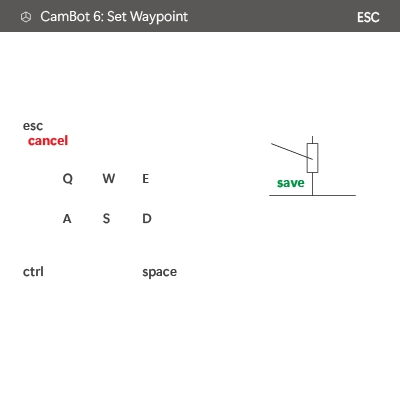 CamBot 6: Set Waypoint ESC
esc
cancel
Q W E
save
A S D
ctrl space